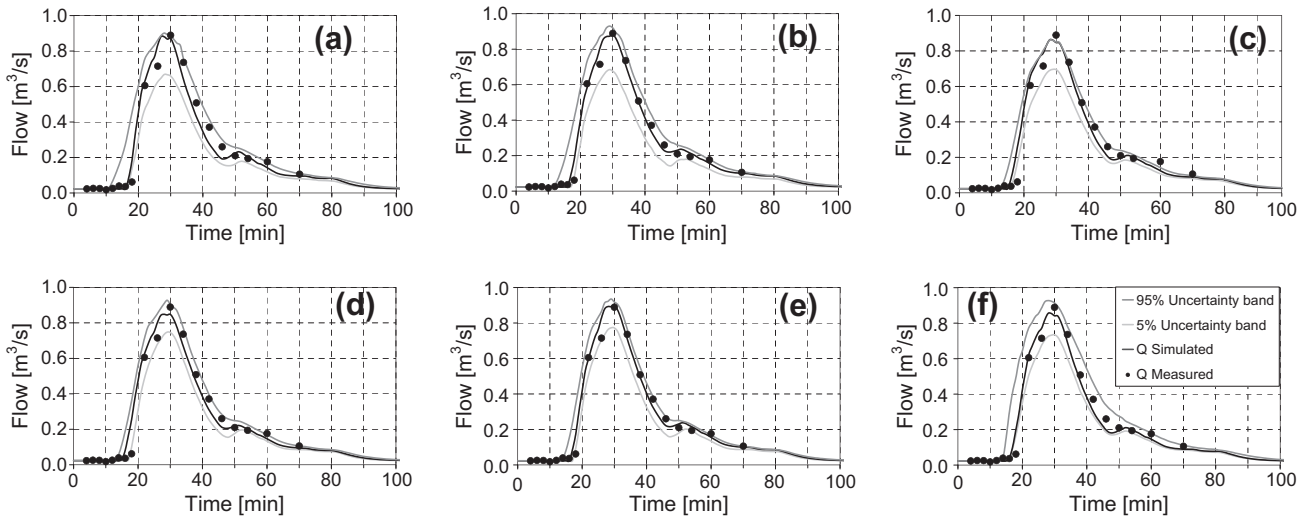 (a)
Flow [m³/s]
1.0
0.8
0.6
0.4
0.2
0.0
0 20 40 60 80 100
Time [min]
(b)
Flow [m³/s]
1.0
0.8
0.6
0.4
0.2
0.0
0 20 40 60 80 100
Time [min]
(c)
Flow [m³/s]
1.0
0.8
0.6
0.4
0.2
0.0
0 20 40 60 80 100
Time [min]
(d)
Flow [m³/s]
1.0
0.8
0.6
0.4
0.2
0.0
0 20 40 60 80 100
Time [min]
(e)
Flow [m³/s]
1.0
0.8
0.6
0.4
0.2
0.0
0 20 40 60 80 100
Time [min]
(f)
Flow [m³/s]
1.0
0.8
0.6
0.4
0.2
0.0
0 20 40 60 80 100
Time [min]
95% Uncertainty band
5% Uncertainty band
Q Simulated
Q Measured